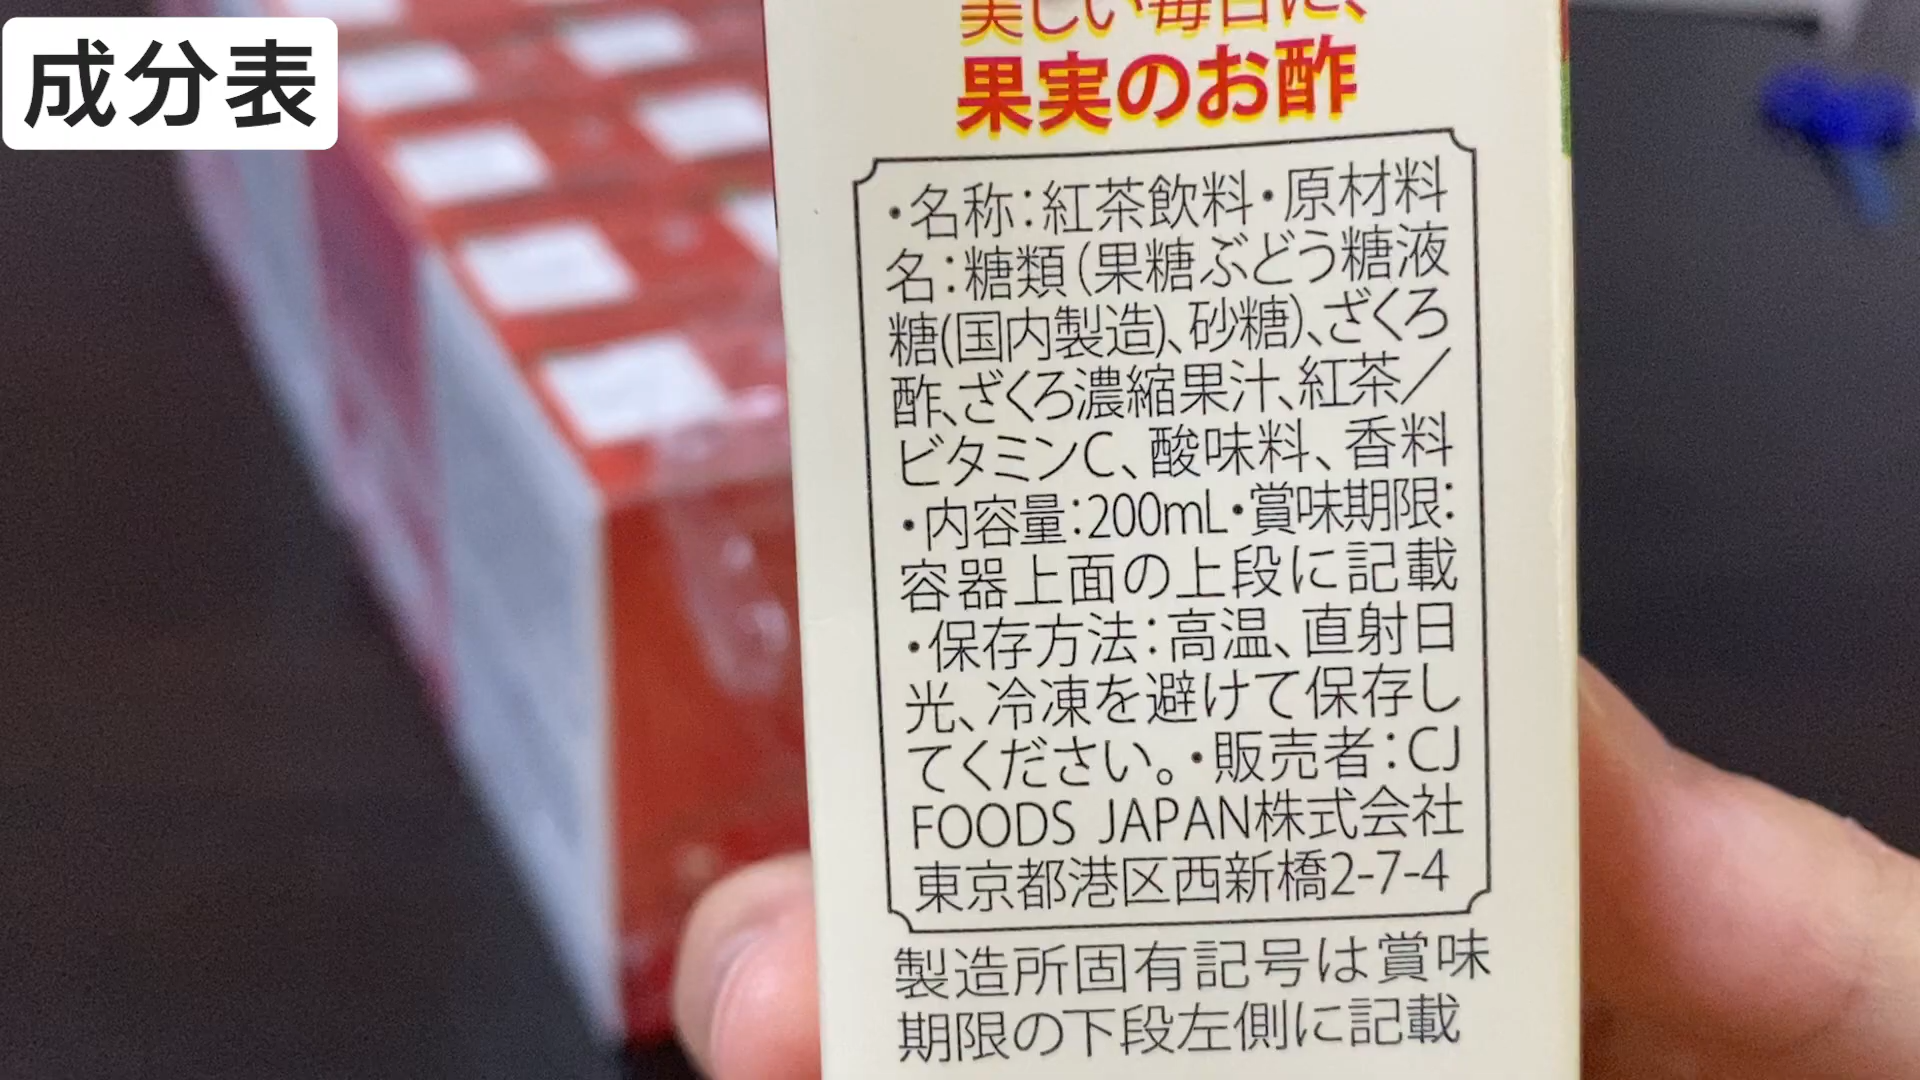 成分表
美しい毎日に、
果実のお酢
・名称：紅茶飲料・原材料
名：糖類（果糖ぶどう糖液
糖(国内製造)、砂糖）、ざくろ
酢、ざくろ濃縮果汁、紅茶／
ビタミンC、酸味料、香料
・内容量：200mL・賞味期限：
容器上面の上段に記載
・保存方法：高温、直射日
光、冷凍を避けて保存し
てください。・販売者：CJ
FOODS JAPAN株式会社
東京都港区西新橋2-7-4
製造所固有記号は賞味
期限の下段左側に記載